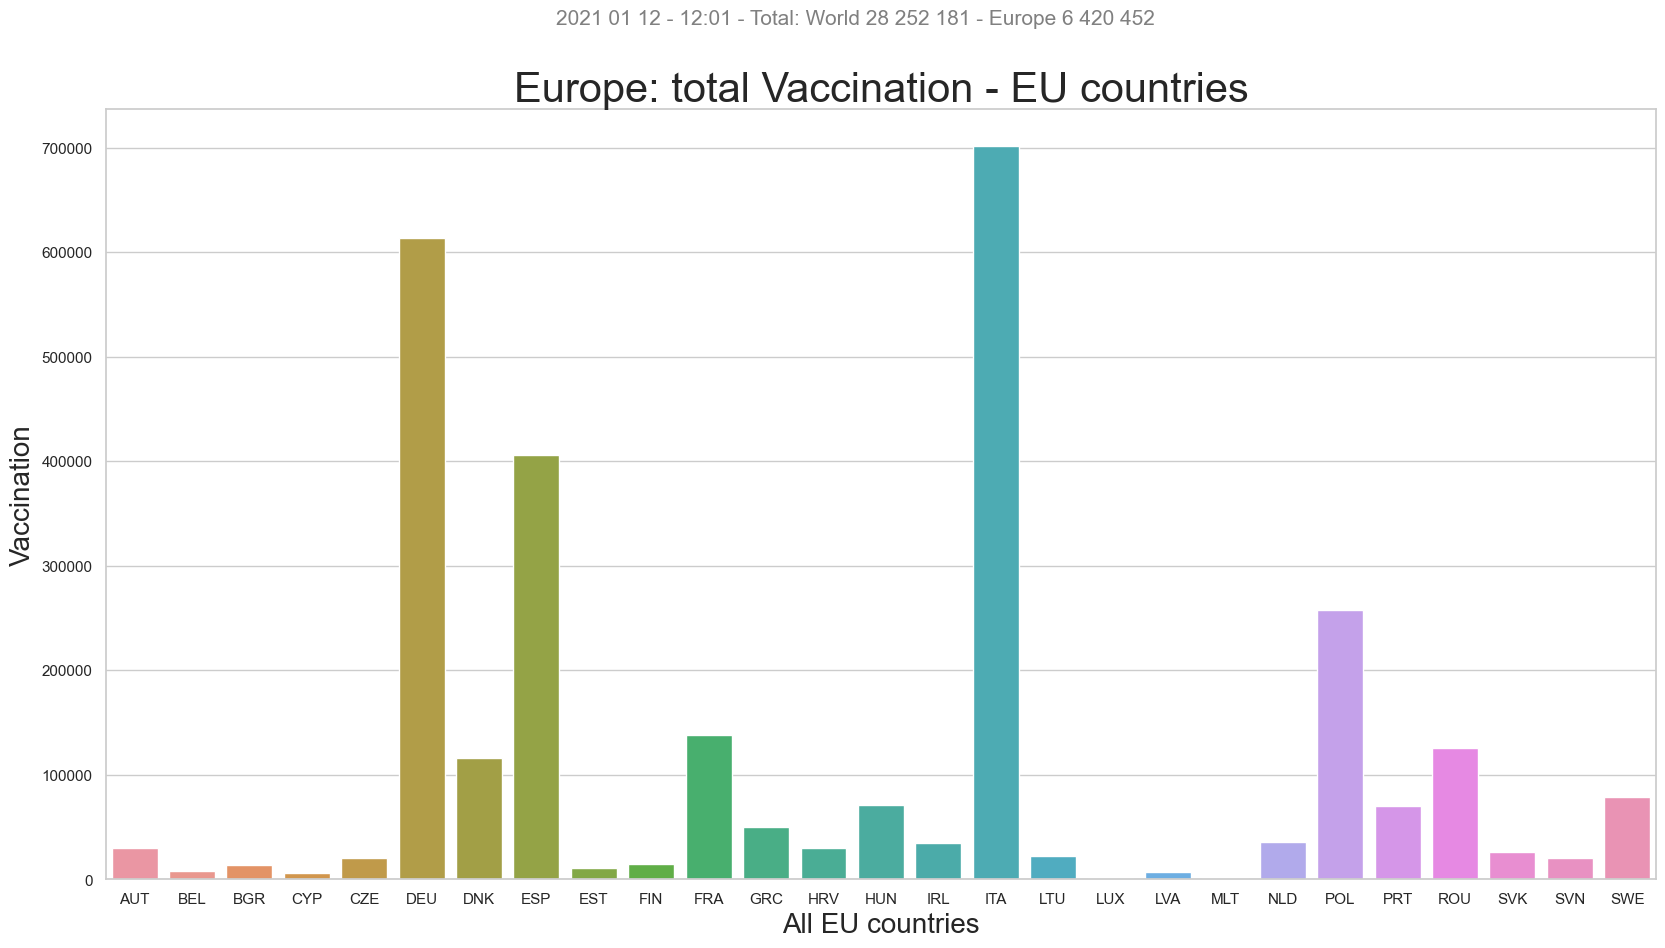 2021 01 12 - 12:01 - Total: World 28 252 181 - Europe 6 420 452
Europe: total Vaccination - EU countries
700000
600000
500000
400000
300000
200000
100000
0
Vaccination
AUT BEL BGR CYP CZE DEU DNK ESP EST FIN FRA GRC HRV HUN IRL ITA LTU LUX LVA MLT NLD POL PRT ROU SVK SVN SWE
All EU countries